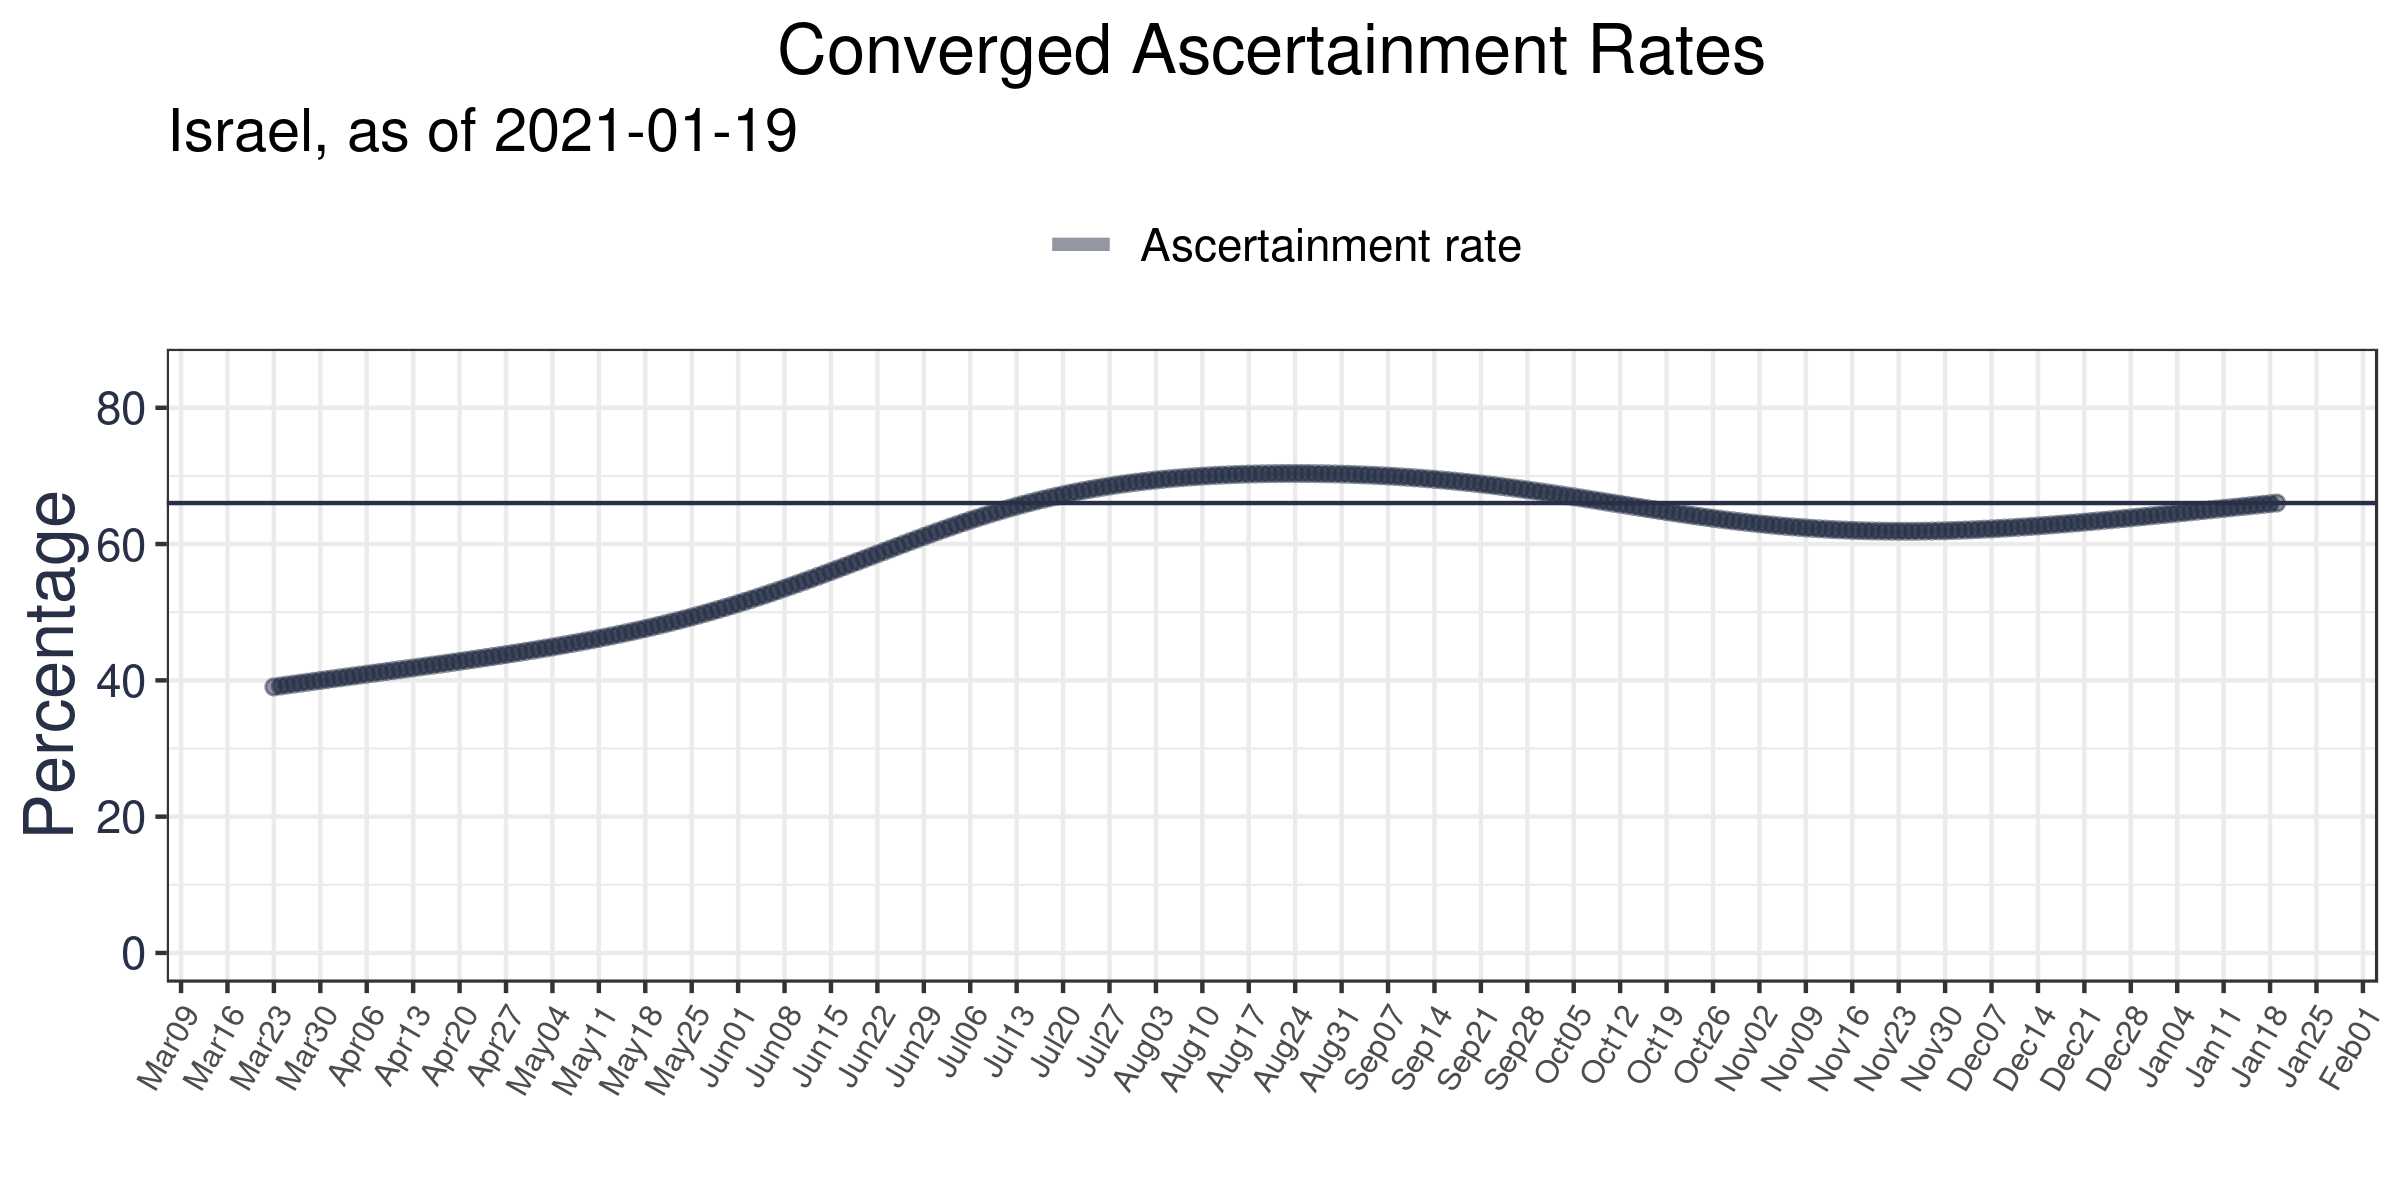 Converged Ascertainment Rates
Israel, as of 2021-01-19
Ascertainment rate
Percentage
80
60
40
20
0
Mar09 Mar16 Mar23 Mar30 Apr06 Apr13 Apr20 Apr27 May04 May11 May18 May25 Jun01 Jun08 Jun15 Jun22 Jun29 Jul06 Jul13 Jul20 Jul27 Aug03 Aug10 Aug17 Aug24 Aug31 Sep07 Sep14 Sep21 Sep28 Oct05 Oct12 Oct19 Oct26 Nov02 Nov09 Nov16 Nov23 Nov30 Dec07 Dec14 Dec21 Dec28 Jan04 Jan11 Jan18 Jan25 Feb01